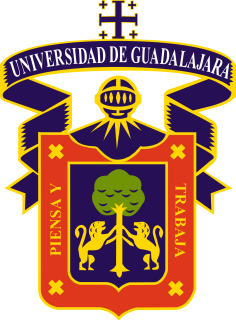 UNIVERSIDAD DE GUADALAJARA
PIENSA Y
TRABAJA